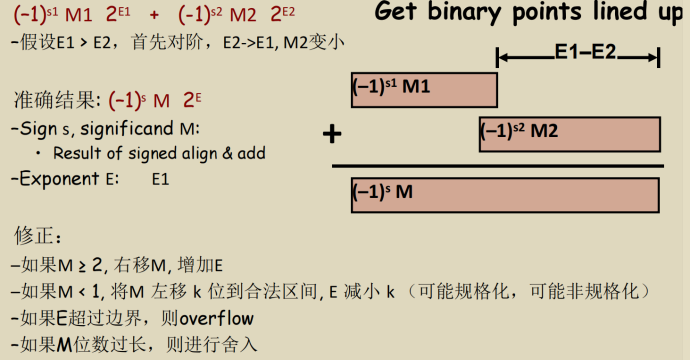 (–1)ˢ¹ M1 2ᴱ¹ + (-1)ˢ² M2 2ᴱ²
Get binary points lined up
–假设E1 > E2，首先对阶，E2->E1, M2变小
E1–E2
(–1)ˢ¹ M1
准确结果: (–1)ˢ M 2ᴱ
–Sign s, significand M:
+
(–1)ˢ² M2
• Result of signed align & add
–Exponent E: E1
(–1)ˢ M
修正：
–如果M ≥ 2, 右移M, 增加E
–如果M < 1, 将M 左移 k 位到合法区间, E 减小 k （可能规格化，可能非规格化）
–如果E超过边界，则overflow
–如果M位数过长，则进行舍入